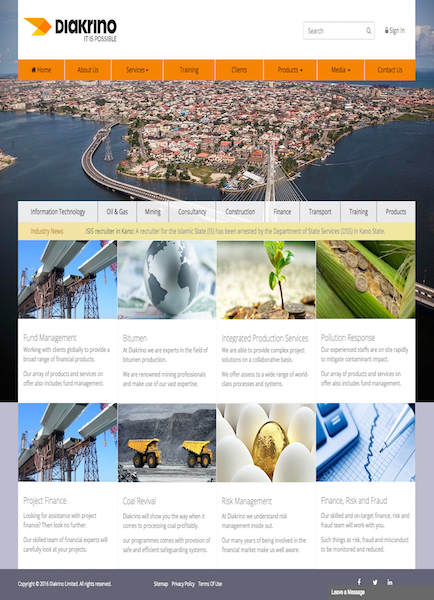 DIAKRINO
IT IS POSSIBLE
Search
Sign In
Home
About Us
Services
Training
Clients
Products
Media
Contact Us
Information Technology
Oil & Gas
Mining
Consultancy
Construction
Finance
Transport
Training
Products
Industry News
ISIS recruiter in Kano: A recruiter for the Islamic State (IS) has been arrested by the Department of State Services (DSS) in Kano State.
Fund Management
Working with clients globally to provide a
broad range of financial products.
Our array of products and services on
offer also includes fund management.
Bitumen
At Diakrino we are experts in the field of
bitumen production.
We are renowned mining professionals
and make use of our vast expertise.
Integrated Production Services
We are able to provide complex project
solutions on a collaborative basis.
We offer assess to a wide range of world-
class processes and systems.
Pollution Response
Our experienced staffs are on site rapidly
to mitigate contaminant impact.
Our array of products and services on
offer also includes fund management.
Project Finance
Looking for assistance with project
finance? Then look no further.
Our skilled team of financial experts will
carefully look at your projects.
Coal Revival
Diakrino will show you the way when it
comes to processing coal profitably.
our programmes comes with provision of
safe and efficient safeguarding systems.
Risk Management
At Diakrino we understand risk
management inside out.
Our many years of being involved in the
financial market make us well aware.
Finance, Risk and Fraud
Our skilled and on-target finance, risk and
fraud team will work with you.
Such things as risk, fraud and misconduct
to be monitored and reduced.
Copyright © 2016 Diakrino Limited. All rights reserved.
Sitemap
Privacy Policy
Terms Of Use
Leave a Message